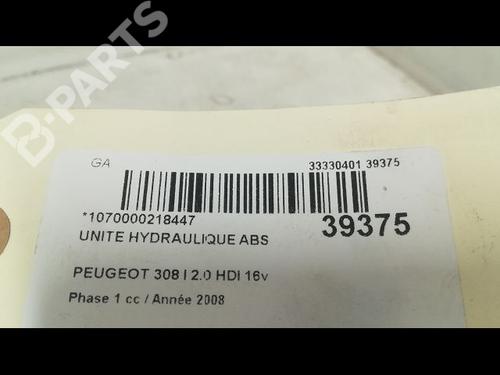 B-PARTS
GA
33330401 39375
*1070000218447
39375
UNITE HYDRAULIQUE ABS
PEUGEOT 308 I 2.0 HDI 16v
Phase 1 cc / Année 2008